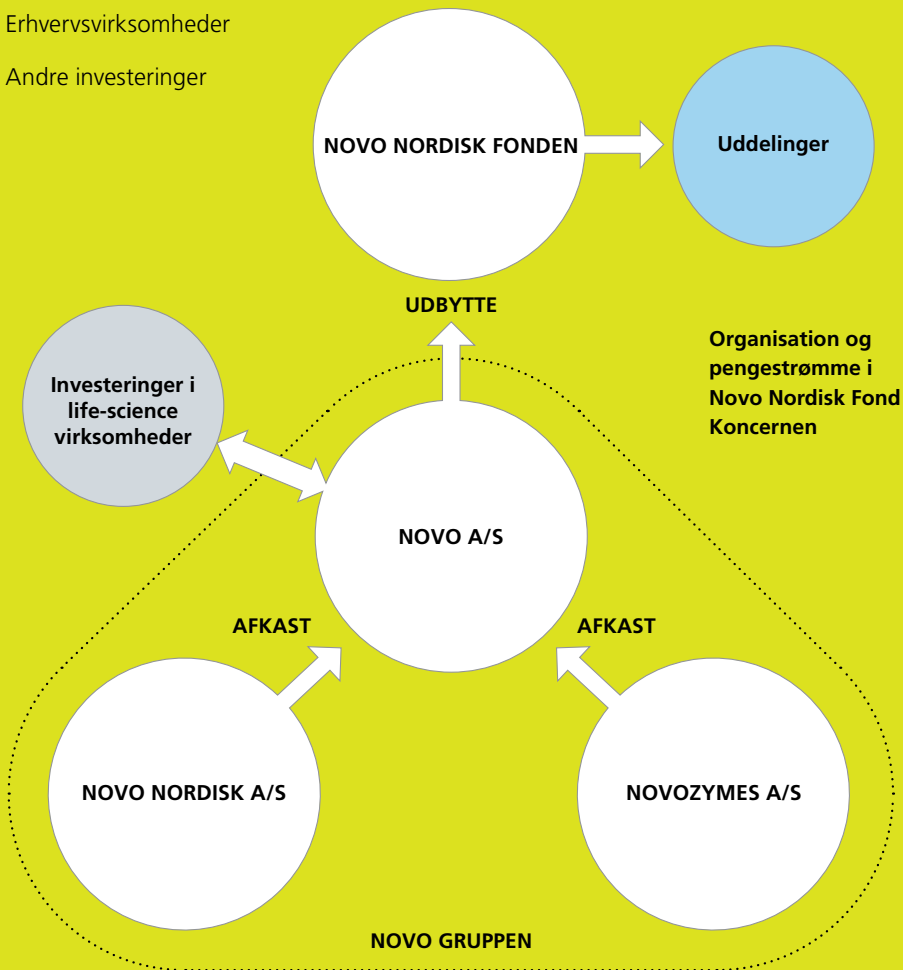 Erhvervsvirksomheder
Andre investeringer
NOVO NORDISK FONDEN
Uddelinger
UDBYTTE
Organisation og
pengestrømme i
Novo Nordisk Fond
Koncernen
Investeringer i
life-science
virksomheder
NOVO A/S
AFKAST
AFKAST
NOVO NORDISK A/S
NOVOZYMES A/S
NOVO GRUPPEN